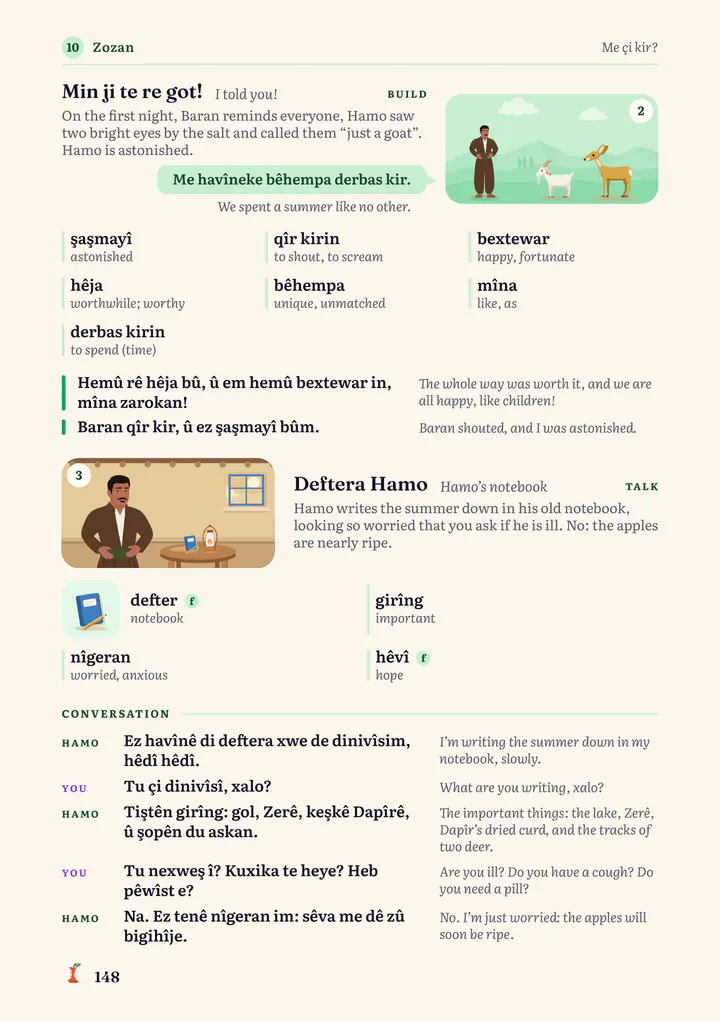 10 Zozan
Me çi kir?
Min ji te re got! I told you!
BUILD
On the first night, Baran reminds everyone, Hamo saw
two bright eyes by the salt and called them “just a goat”.
Hamo is astonished.
2
Me havîneke bêhempa derbas kir.
We spent a summer like no other.
şaşmayî
astonished
qîr kirin
to shout, to scream
bextewar
happy, fortunate
hêja
worthwhile; worthy
bêhempa
unique, unmatched
mîna
like, as
derbas kirin
to spend (time)
Hemû rê hêja bû, û em hemû bextewar in,
mîna zarokan!
The whole way was worth it, and we are
all happy, like children!
Baran qîr kir, û ez şaşmayî bûm.
Baran shouted, and I was astonished.
3
Deftera Hamo Hamo’s notebook
TALK
Hamo writes the summer down in his old notebook,
looking so worried that you ask if he is ill. No: the apples
are nearly ripe.
defter f
notebook
girîng
important
nîgeran
worried, anxious
hêvî f
hope
CONVERSATION
HAMO
Ez havînê di deftera xwe de dinivîsim,
hêdî hêdî.
I’m writing the summer down in my
notebook, slowly.
YOU
Tu çi dinivîsî, xalo?
What are you writing, xalo?
HAMO
Tiştên girîng: gol, Zerê, keşkê Dapîrê,
û şopên du askan.
The important things: the lake, Zerê,
Dapîr’s dried curd, and the tracks of
two deer.
YOU
Tu nexweş î? Kuxika te heye? Heb
pêwîst e?
Are you ill? Do you have a cough? Do
you need a pill?
HAMO
Na. Ez tenê nîgeran im: sêva me dê zû
bigihîje.
No. I’m just worried: the apples will
soon be ripe.
148